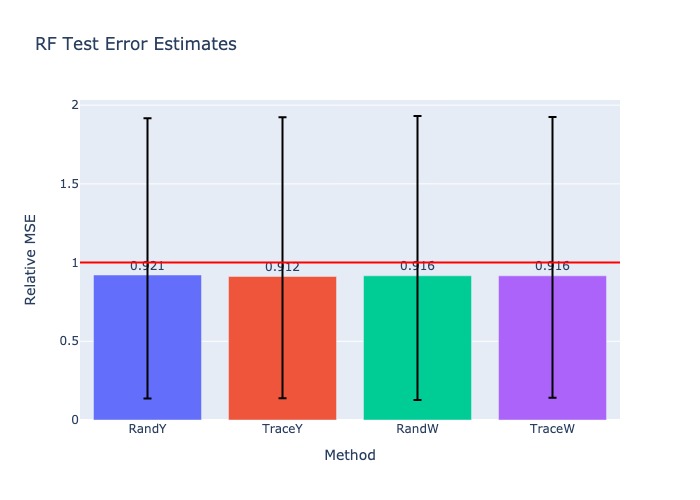 RF Test Error Estimates
2
1.5
1
0.5
0
Relative MSE
0.921
0.912
0.916
0.916
RandY
TraceY
RandW
TraceW
Method